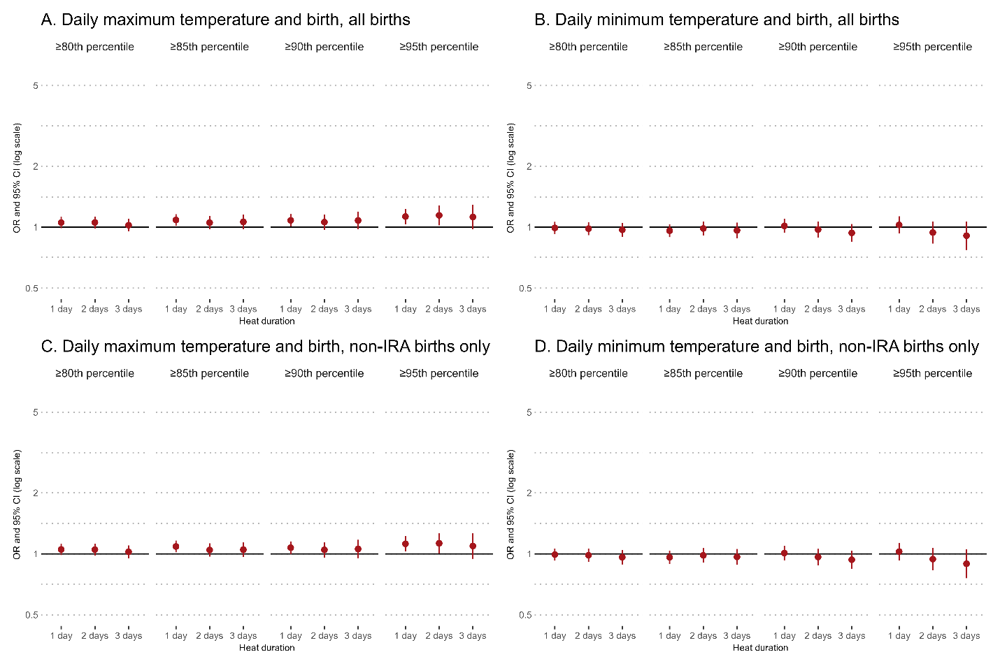 A. Daily maximum temperature and birth, all births
≥80th percentile ≥85th percentile ≥90th percentile ≥95th percentile
OR and 95% CI (log scale)
5
2
1
0.5
1 day 2 days 3 days 1 day 2 days 3 days 1 day 2 days 3 days 1 day 2 days 3 days
Heat duration
B. Daily minimum temperature and birth, all births
≥80th percentile ≥85th percentile ≥90th percentile ≥95th percentile
OR and 95% CI (log scale)
5
2
1
0.5
1 day 2 days 3 days 1 day 2 days 3 days 1 day 2 days 3 days 1 day 2 days 3 days
Heat duration
C. Daily maximum temperature and birth, non-IRA births only
≥80th percentile ≥85th percentile ≥90th percentile ≥95th percentile
OR and 95% CI (log scale)
5
2
1
0.5
1 day 2 days 3 days 1 day 2 days 3 days 1 day 2 days 3 days 1 day 2 days 3 days
Heat duration
D. Daily minimum temperature and birth, non-IRA births only
≥80th percentile ≥85th percentile ≥90th percentile ≥95th percentile
OR and 95% CI (log scale)
5
2
1
0.5
1 day 2 days 3 days 1 day 2 days 3 days 1 day 2 days 3 days 1 day 2 days 3 days
Heat duration